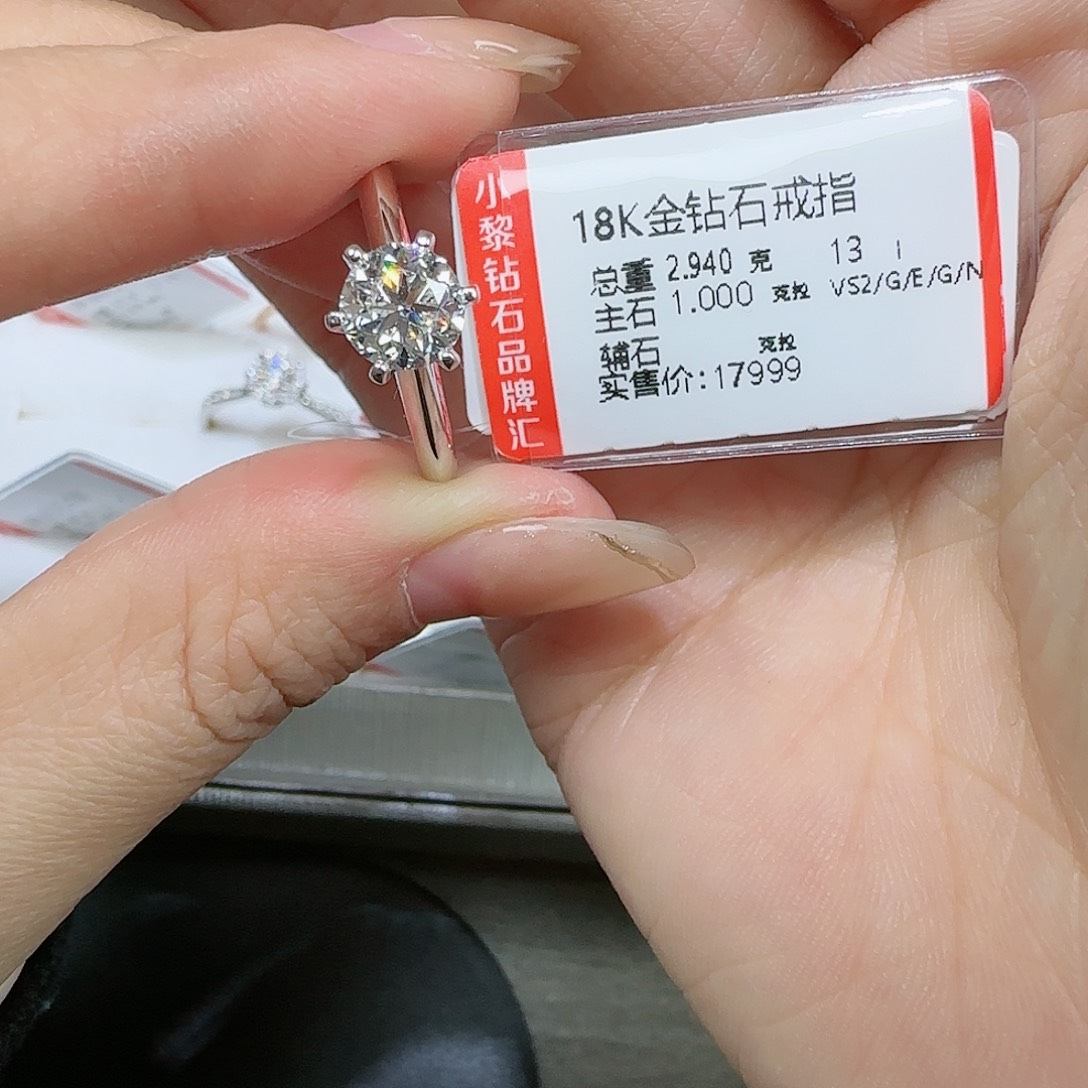 小黎钻石品牌汇
18K金钻石戒指
总重 2.940 克 13
主石 1.000 克拉 VS2/G/E/G/N
辅石 克拉
实售价:17999